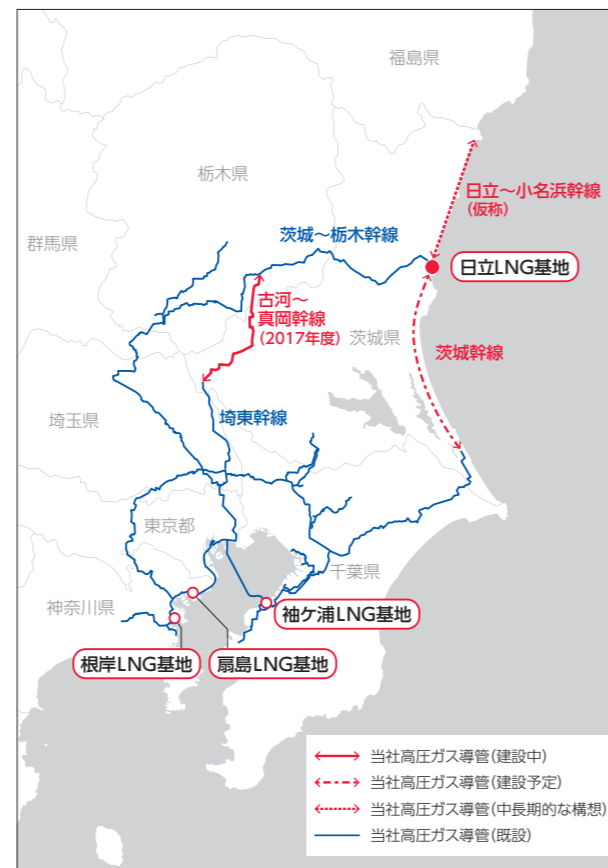 福島県
栃木県
日立～小名浜幹線
(仮称)
群馬県
茨城～栃木幹線
日立LNG基地
古河～
真岡幹線
(2017年度)
茨城県
茨城幹線
埼玉県
埼東幹線
東京都
千葉県
神奈川県
袖ケ浦LNG基地
根岸LNG基地
扇島LNG基地
当社高圧ガス導管(建設中)
当社高圧ガス導管(建設予定)
当社高圧ガス導管(中長期的な構想)
当社高圧ガス導管(既設)